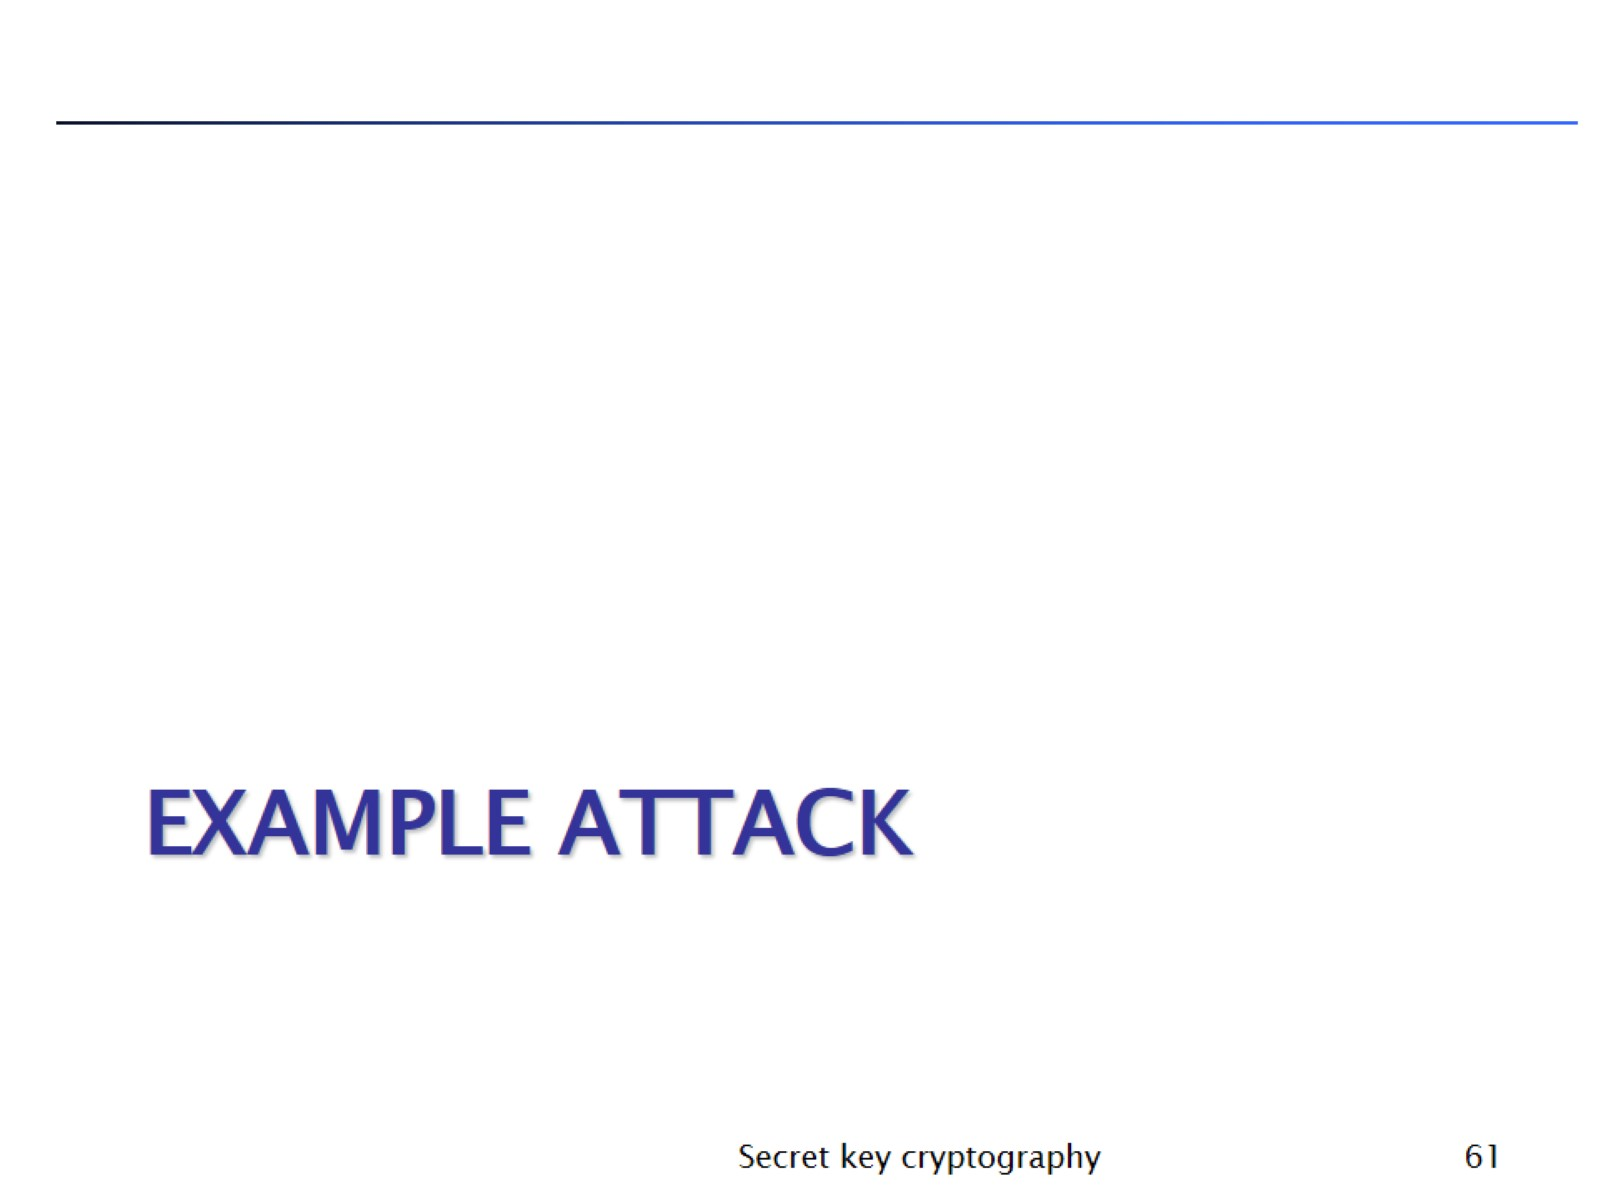 EXAMPLE ATTACK
Secret key cryptography
61